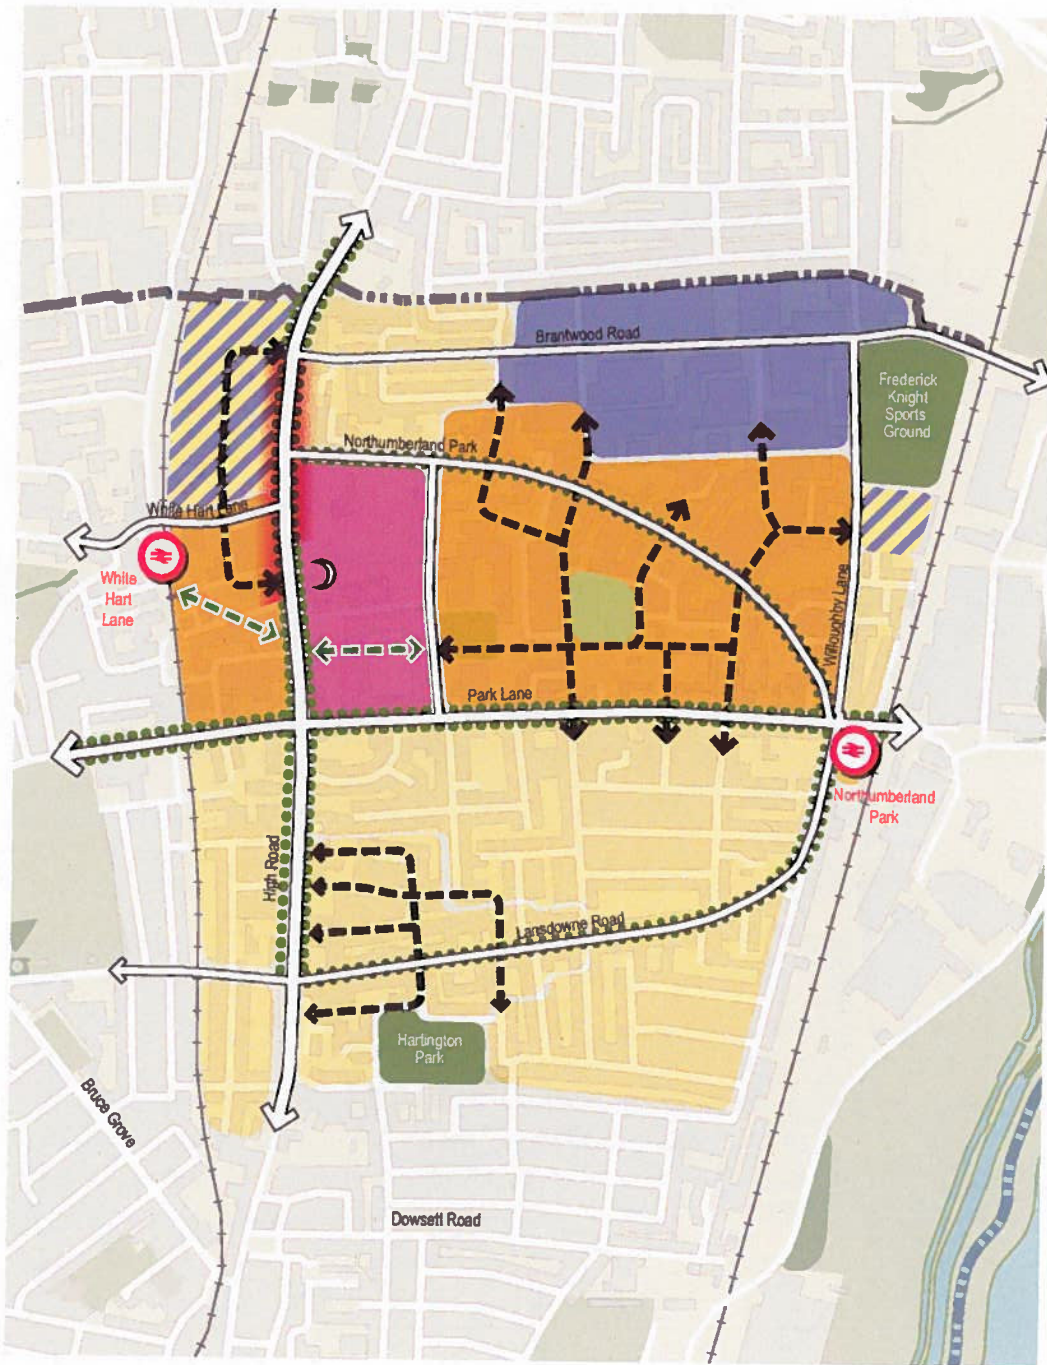 Brantwood Road
Frederick
Knight
Sports
Ground
Northumberland Park
White Hart Lane
White
Hart
Lane
Willoughby Lane
Park Lane
Northumberland
Park
High Road
Lansdowne Road
Hartington
Park
Bruce Grove
Dowsett Road